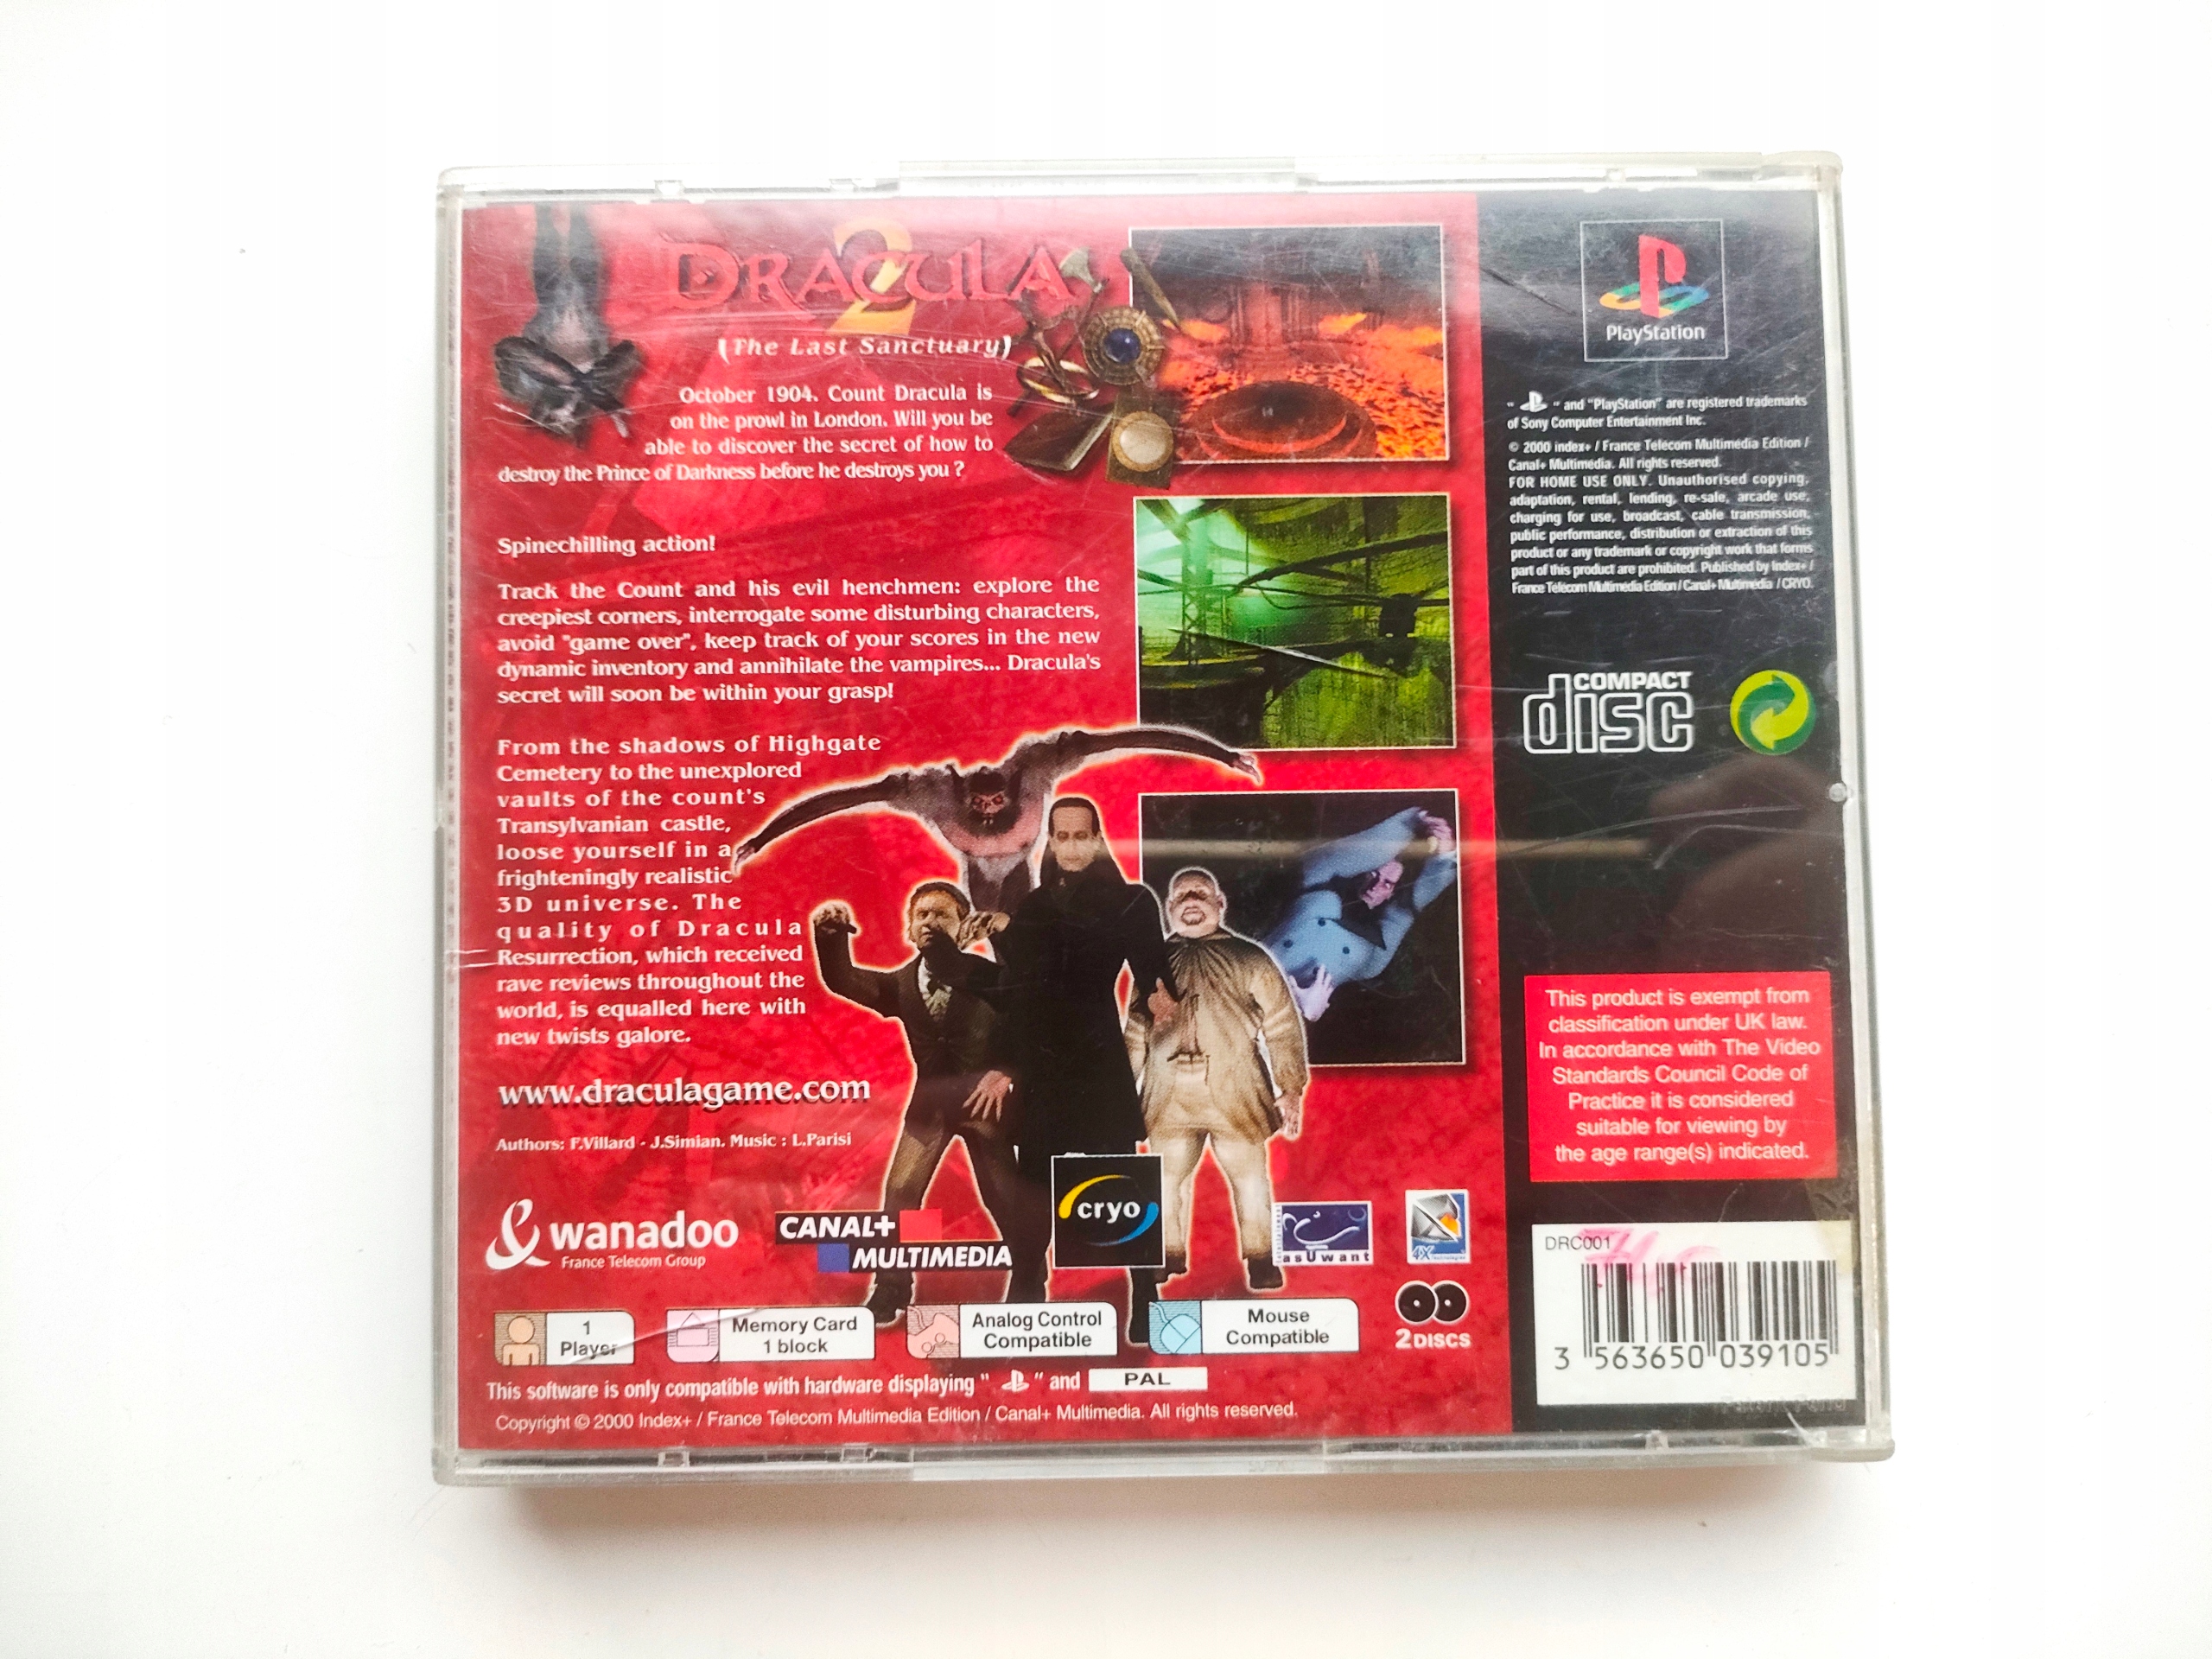 DRACULA 2
(The Last Sanctuary)
October 1904. Count Dracula is
on the prowl in London. Will you be
able to discover the secret of how to
destroy the Prince of Darkness before he destroys you ?
Spinechilling action!
Track the Count and his evil henchmen: explore the
creepiest corners, interrogate some disturbing characters,
avoid "game over", keep track of your scores in the new
dynamic inventory and annihilate the vampires... Dracula's
secret will soon be within your grasp!
From the shadows of Highgate
Cemetery to the unexplored
vaults of the count's
Transylvanian castle,
loose yourself in a
frighteningly realistic
3D universe. The
quality of Dracula
Resurrection, which received
rave reviews throughout the
world, is equalled here with
new twists galore.
www.draculagame.com
Authors: F.Villard - J.Simian. Music : L.Parisi
wanadoo
France Telecom Group
CANAL+
MULTIMEDIA
cryo
asUwant
4X Technologies
1
Player
Memory Card
1 block
Analog Control
Compatible
Mouse
Compatible
2 DISCS
This software is only compatible with hardware displaying " " and PAL
Copyright © 2000 Index+ / France Telecom Multimedia Edition / Canal+ Multimedia. All rights reserved.
PlayStation
" " and "PlayStation" are registered trademarks
of Sony Computer Entertainment Inc.
© 2000 index+ / France Télécom Multimédia Edition /
Canal+ Multimédia. All rights reserved.
FOR HOME USE ONLY. Unauthorised copying,
adaptation, rental, lending, re-sale, arcade use,
charging for use, broadcast, cable transmission,
public performance, distribution or extraction of this
product or any trademark or copyright work that forms
part of this product are prohibited. Published by Index+ /
France Télécom Multimédia Edition / Canal+ Multimédia / CRYO.
COMPACT
disc
This product is exempt from
classification under UK law.
In accordance with The Video
Standards Council Code of
Practice it is considered
suitable for viewing by
the age range(s) indicated.
DRC001
3 563650 039105